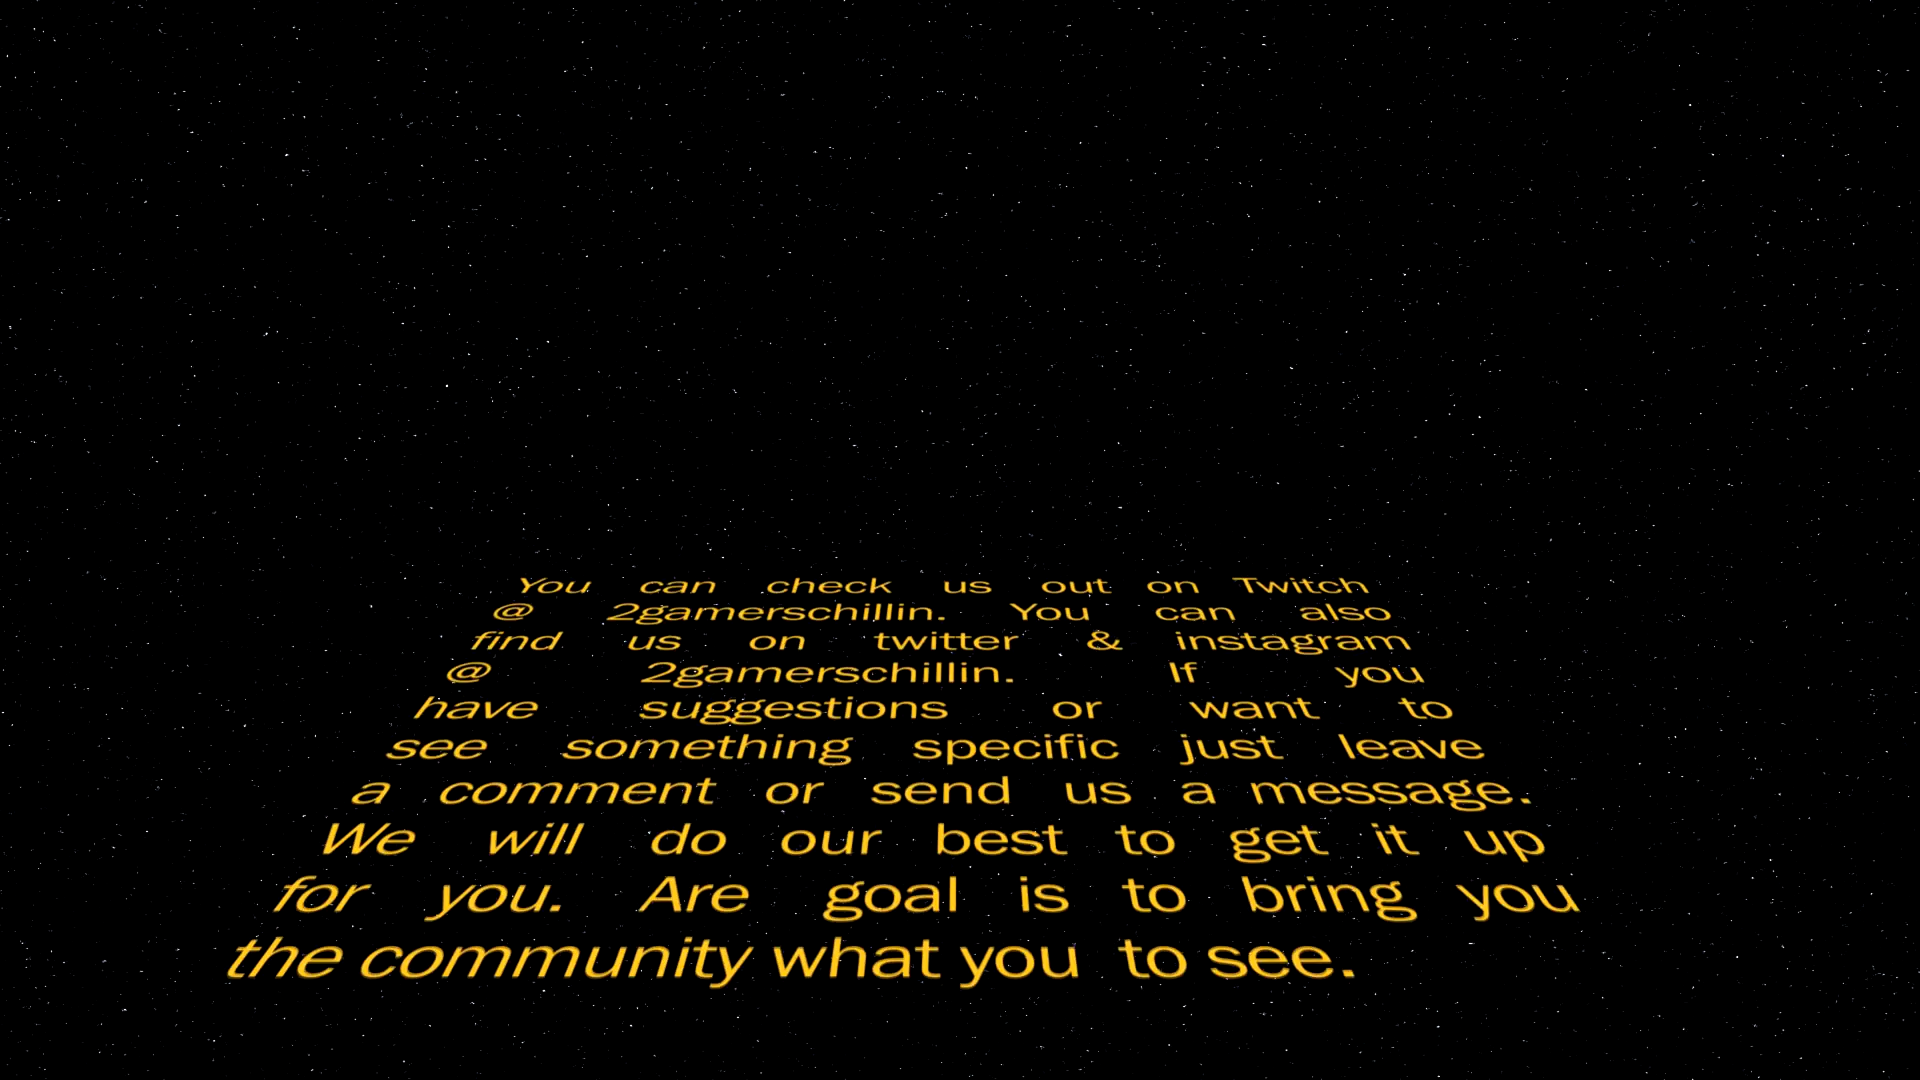 You can check us out on Twitch
@ 2gamerschillin. You can also
find us on twitter & instagram
@ 2gamerschillin. If you
have suggestions or want to
see something specific just leave
a comment or send us a message.
We will do our best to get it up
for you. Are goal is to bring you
the community what you to see.